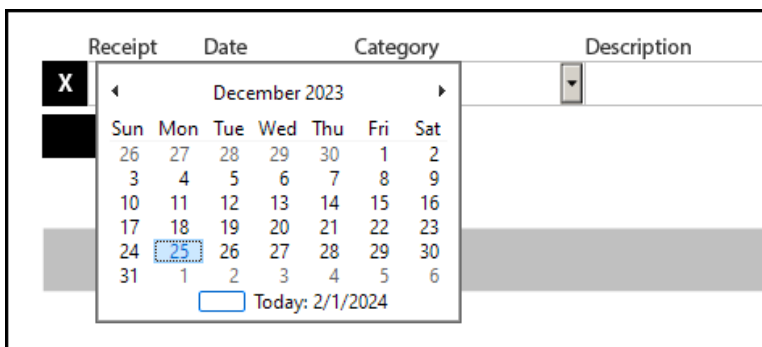 Receipt Date Category Description
X
December 2023
Sun Mon Tue Wed Thu Fri Sat
26 27 28 29 30 1 2
3 4 5 6 7 8 9
10 11 12 13 14 15 16
17 18 19 20 21 22 23
24 25 26 27 28 29 30
31 1 2 3 4 5 6
Today: 2/1/2024